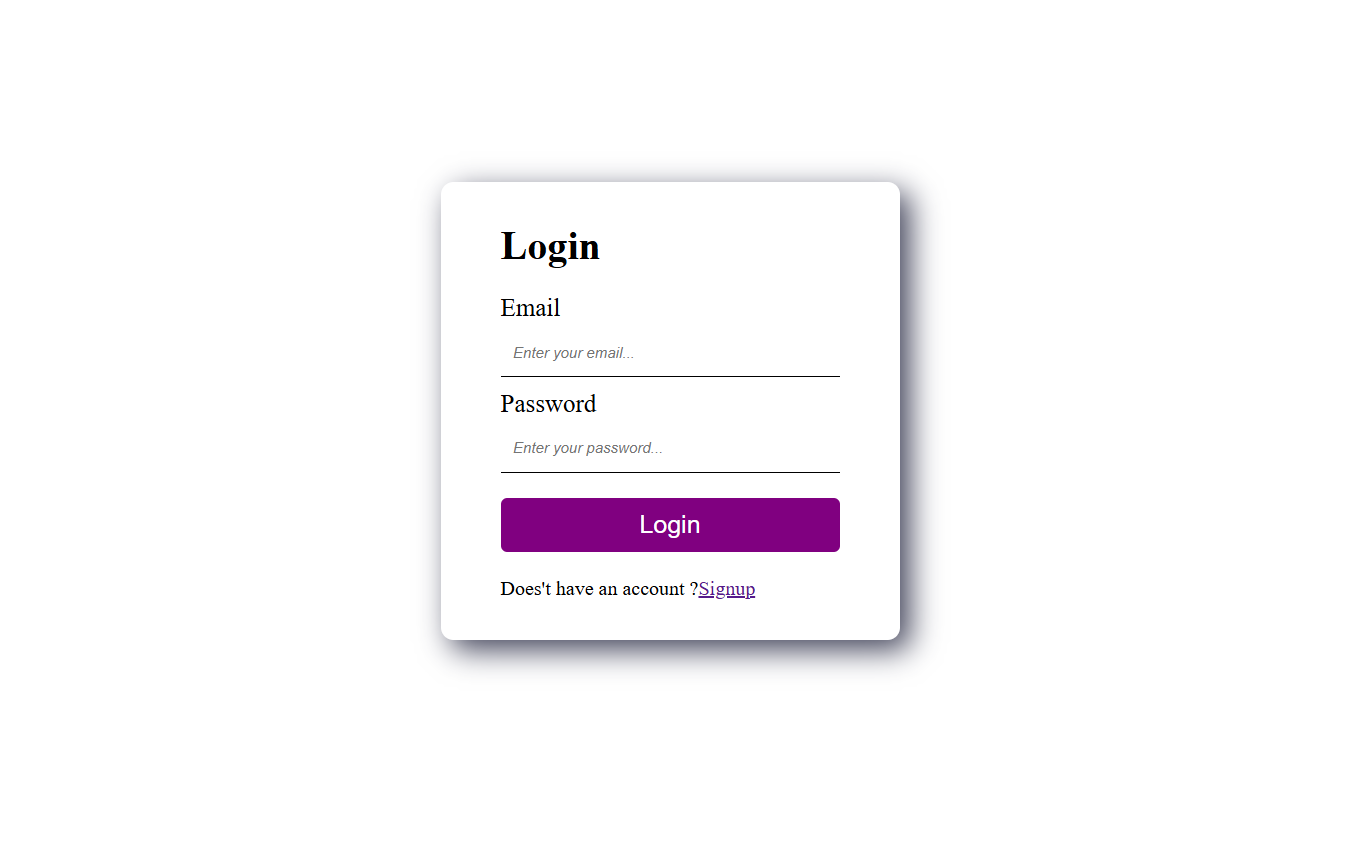 Login
Email
Enter your email...
Password
Enter your password...
Login
Does't have an account ?Signup